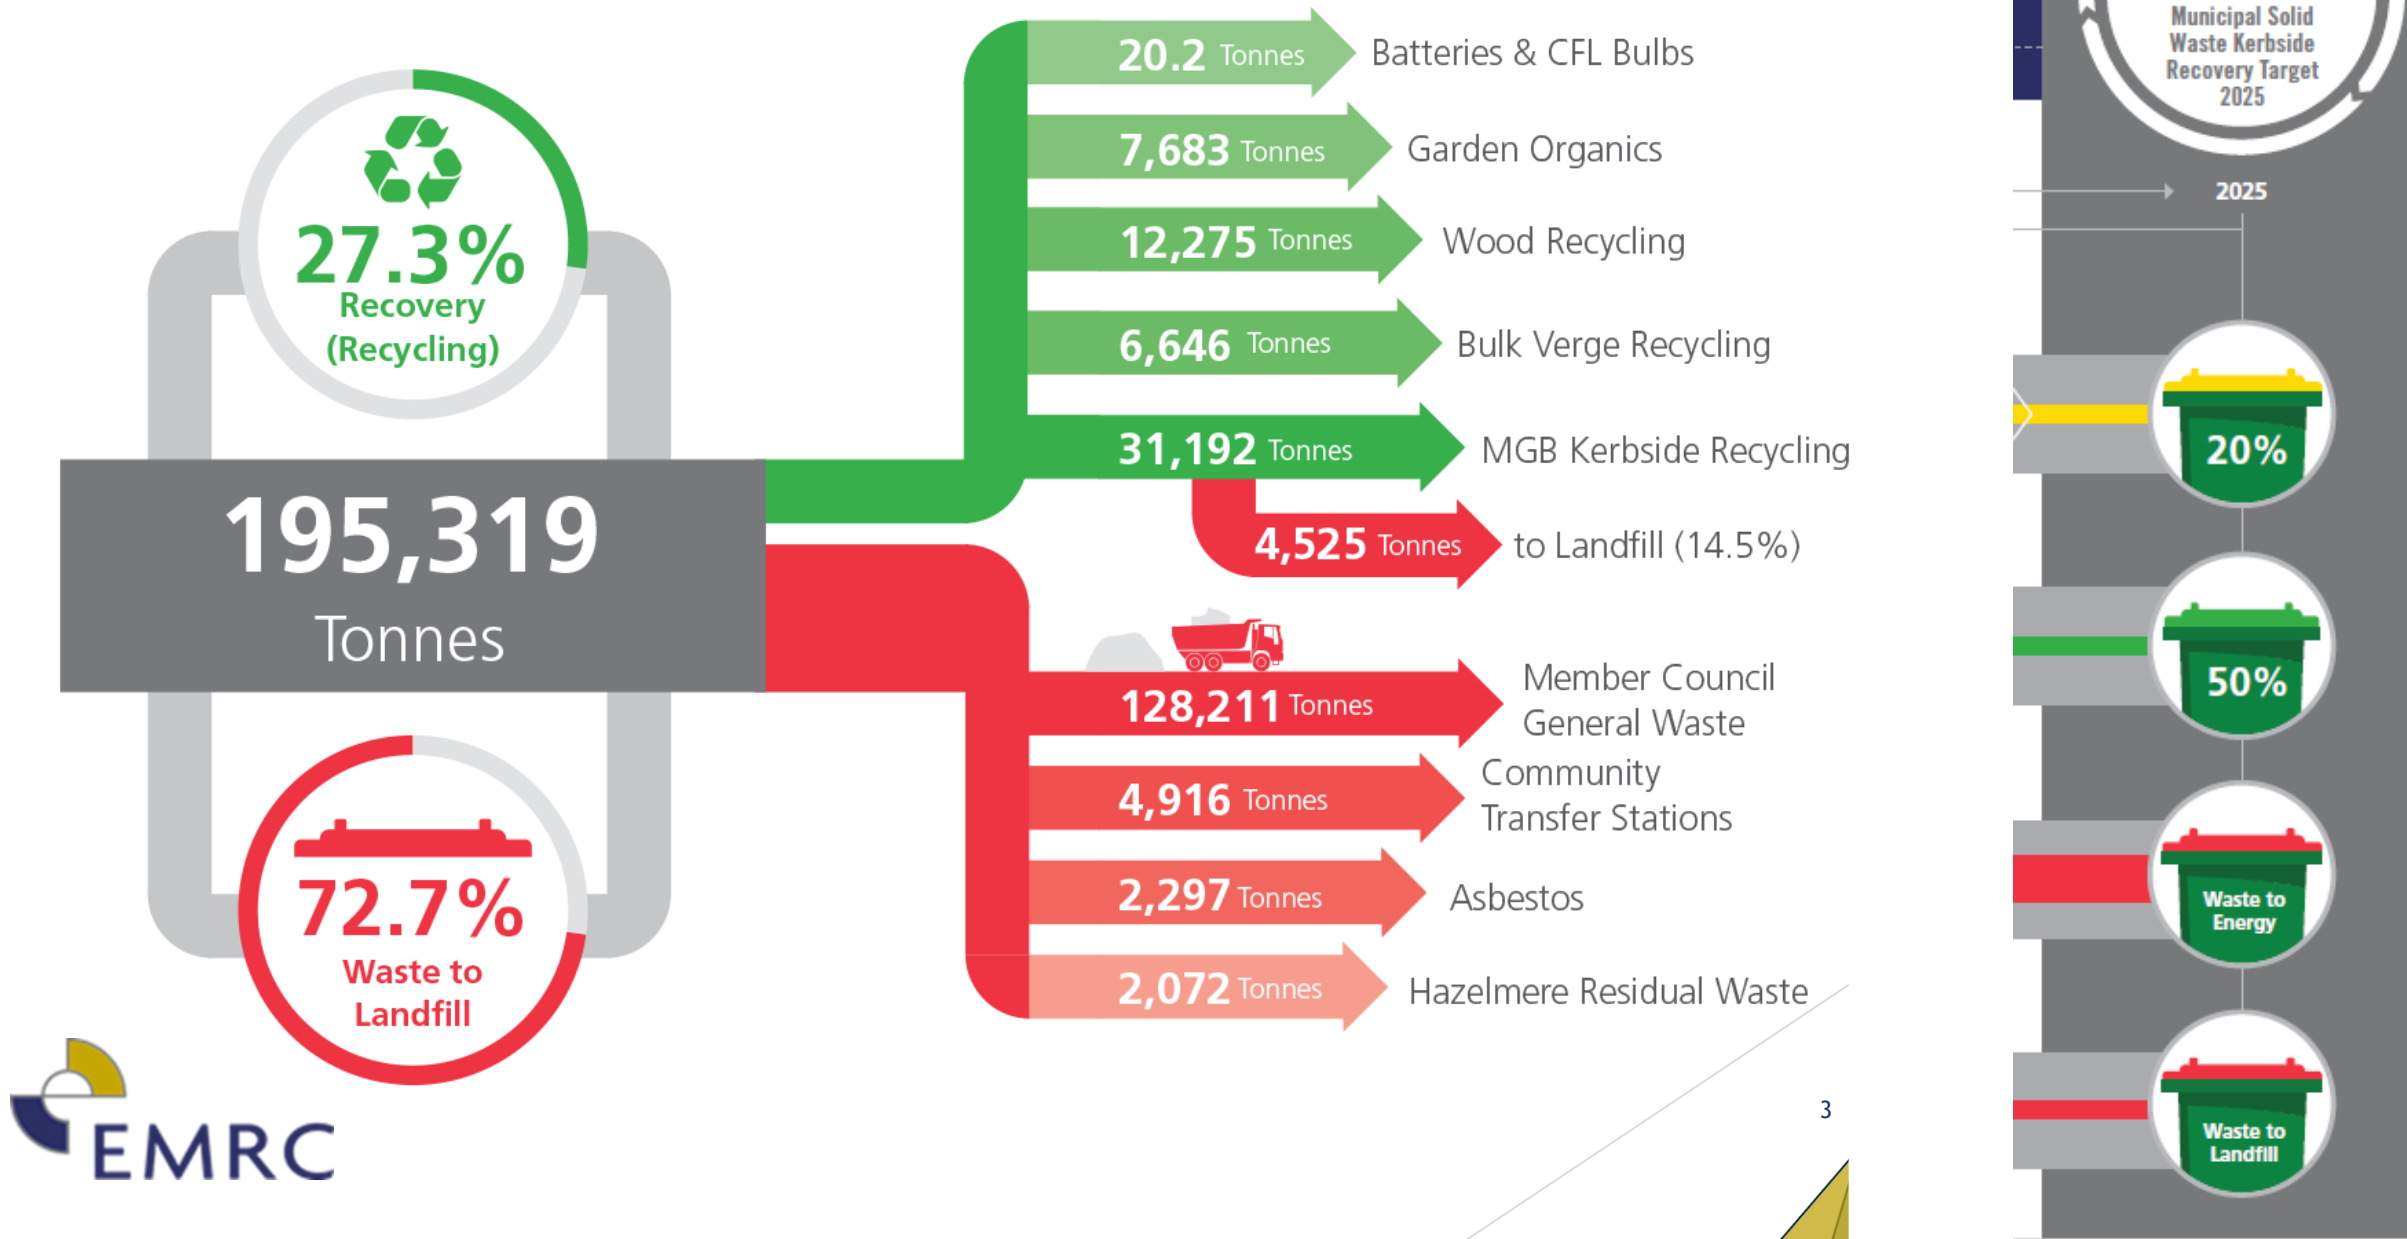 27.3%
Recovery
(Recycling)
195,319
Tonnes
72.7%
Waste to
Landfill
EMRC
20.2 Tonnes Batteries & CFL Bulbs
7,683 Tonnes Garden Organics
12,275 Tonnes Wood Recycling
6,646 Tonnes Bulk Verge Recycling
31,192 Tonnes MGB Kerbside Recycling
4,525 Tonnes to Landfill (14.5%)
128,211 Tonnes Member Council
General Waste
4,916 Tonnes Community
Transfer Stations
2,297 Tonnes Asbestos
2,072 Tonnes Hazelmere Residual Waste
3
Municipal Solid
Waste Kerbside
Recovery Target
2025
2025
20%
50%
Waste to
Energy
Waste to
Landfill